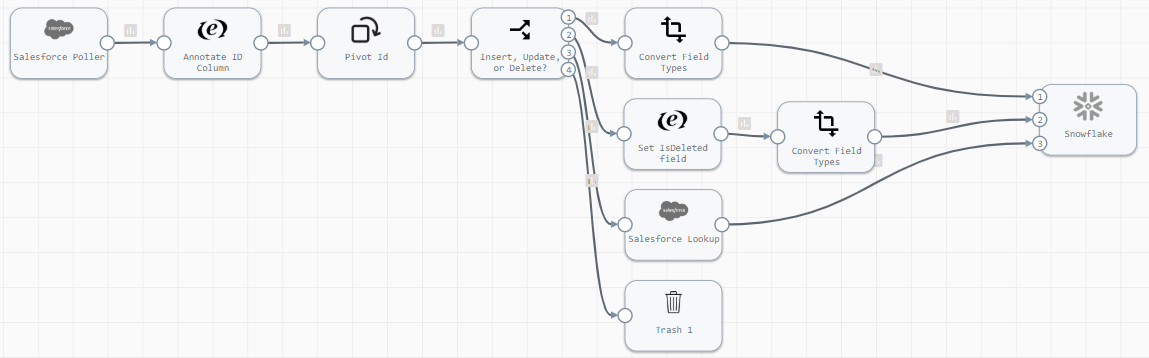 salesforce
Salesforce Poller
Annotate ID
Column
Pivot Id
Insert, Update,
or Delete?
1
2
3
4
Convert Field
Types
Set IsDeleted
field
Convert Field
Types
salesforce
Salesforce Lookup
Trash 1
1
2
3
Snowflake